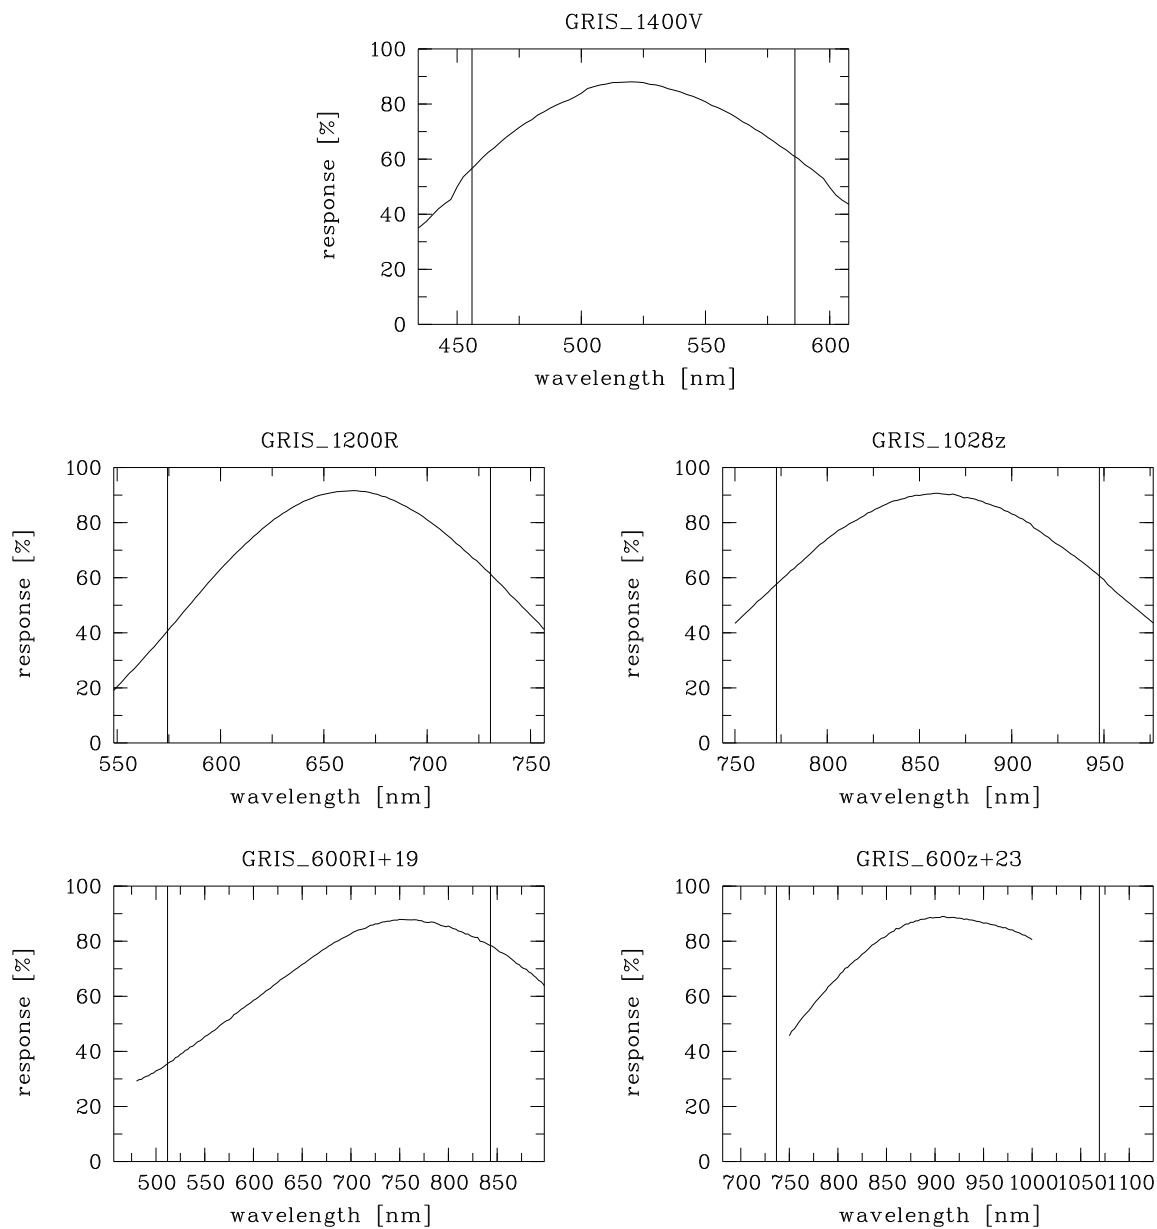 GRIS_1400V
100
80
60
40
20
0
response [%]
450 500 550 600
wavelength [nm]
GRIS_1200R
100
80
60
40
20
0
response [%]
550 600 650 700 750
wavelength [nm]
GRIS_1028z
100
80
60
40
20
0
response [%]
750 800 850 900 950
wavelength [nm]
GRIS_600RI+19
100
80
60
40
20
0
response [%]
500 550 600 650 700 750 800 850
wavelength [nm]
GRIS_600z+23
100
80
60
40
20
0
response [%]
700 750 800 850 900 950 1000 1050 1100
wavelength [nm]